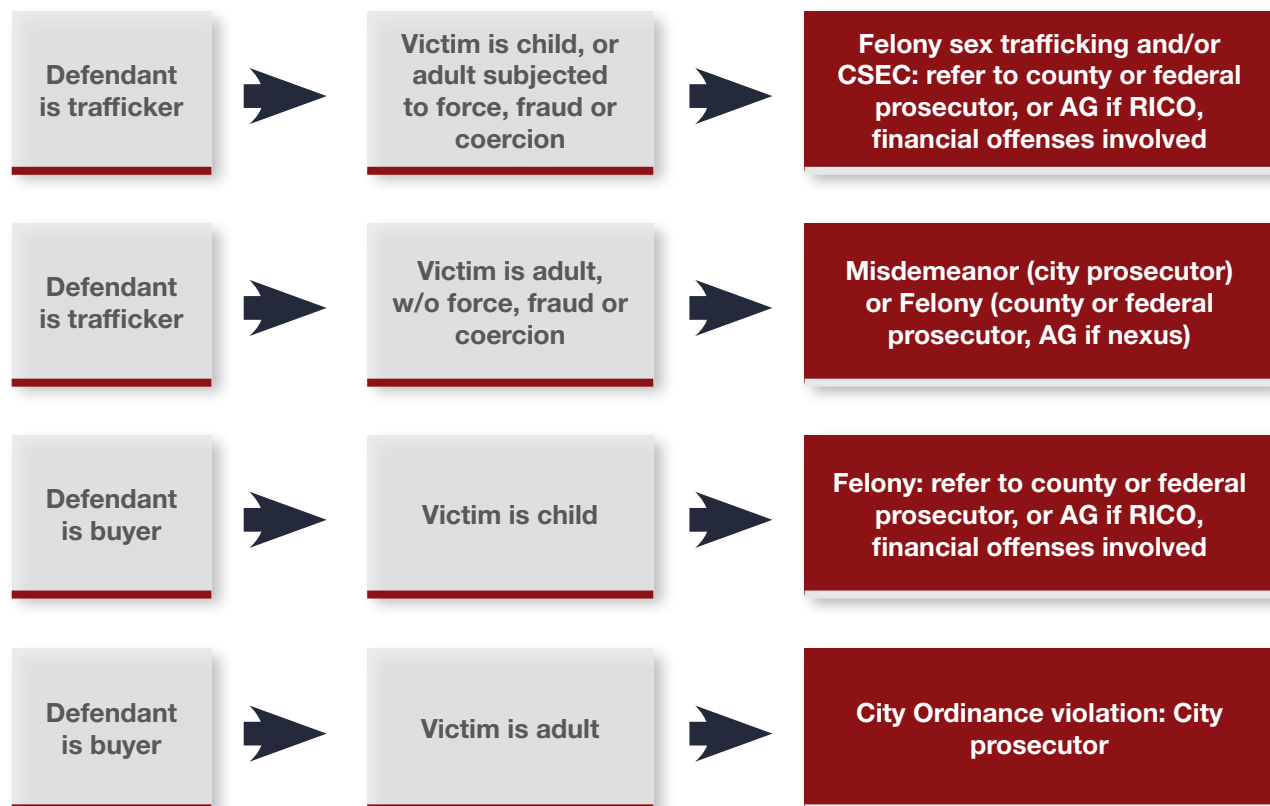 Defendant
is trafficker
Victim is child, or
adult subjected
to force, fraud or
coercion
Felony sex trafficking and/or
CSEC: refer to county or federal
prosecutor, or AG if RICO,
financial offenses involved
Defendant
is trafficker
Victim is adult,
w/o force, fraud or
coercion
Misdemeanor (city prosecutor)
or Felony (county or federal
prosecutor, AG if nexus)
Defendant
is buyer
Victim is child
Felony: refer to county or federal
prosecutor, or AG if RICO,
financial offenses involved
Defendant
is buyer
Victim is adult
City Ordinance violation: City
prosecutor